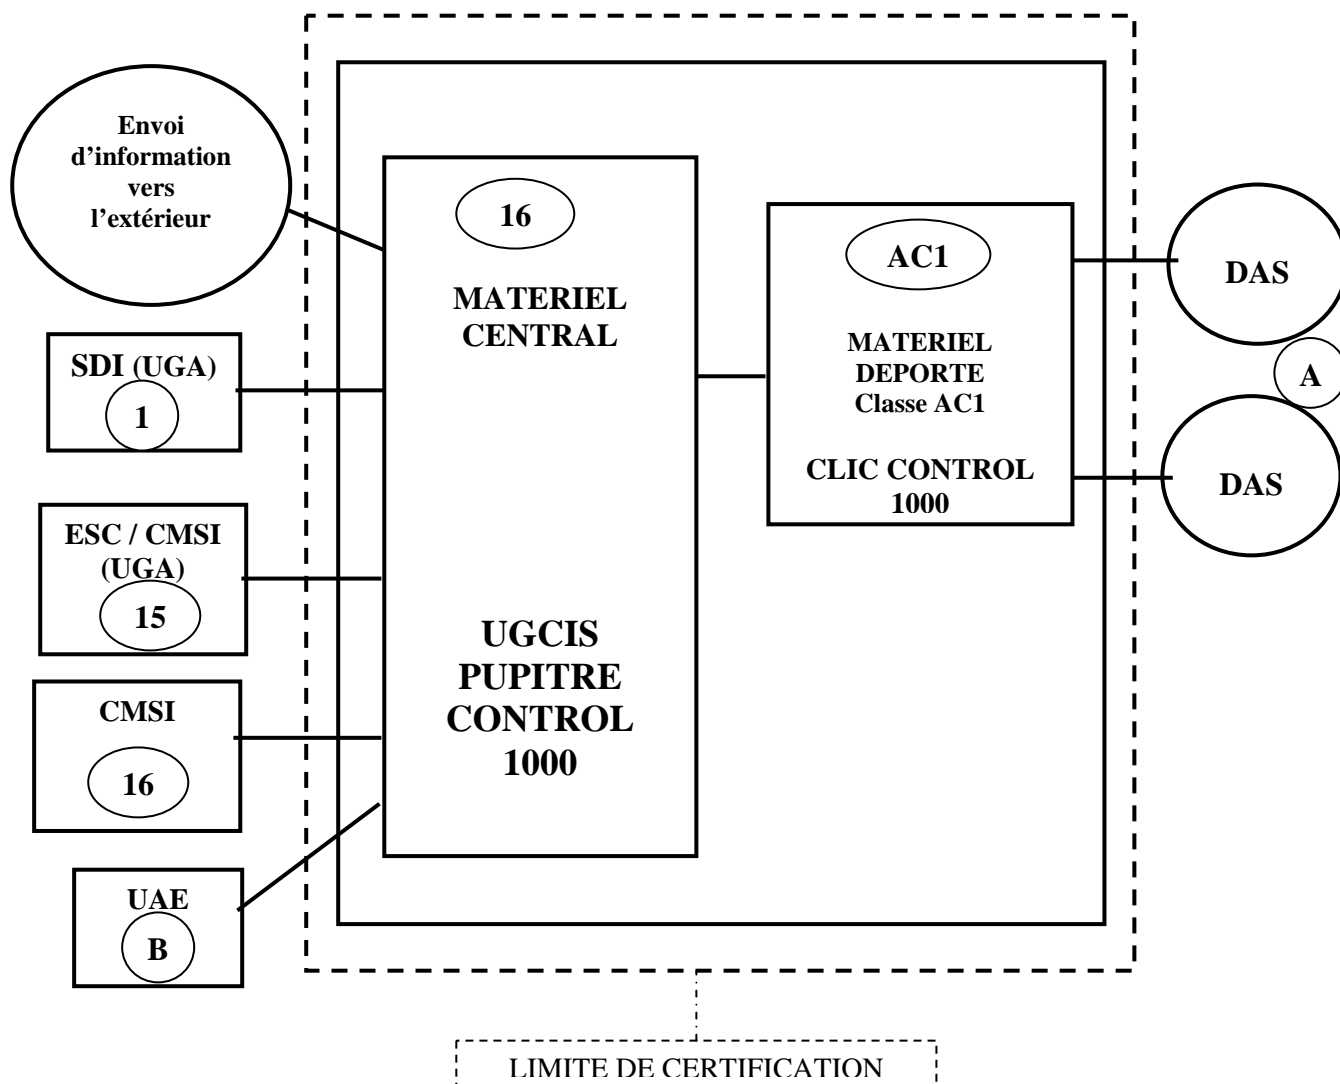 Envoi
d’information
vers
l’extérieur
SDI (UGA)
1
ESC / CMSI
(UGA)
15
CMSI
16
UAE
B
16
MATERIEL
CENTRAL
UGCIS
PUPITRE
CONTROL
1000
AC1
MATERIEL
DEPORTE
Classe AC1
CLIC CONTROL
1000
DAS
A
DAS
LIMITE DE CERTIFICATION